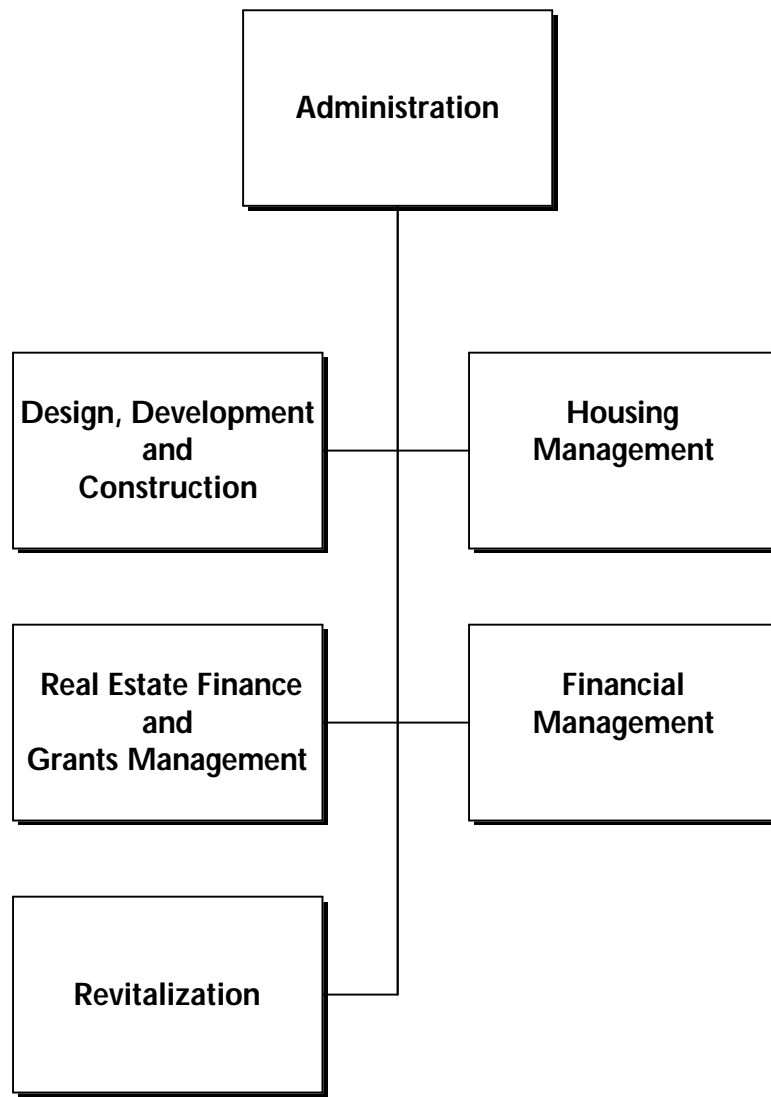 Administration
Design, Development
and
Construction
Housing
Management
Real Estate Finance
and
Grants Management
Financial
Management
Revitalization